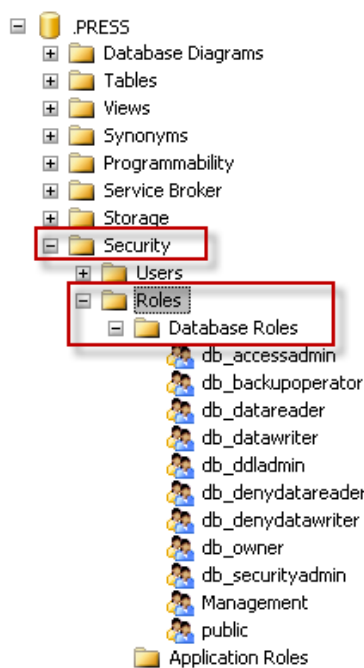 .PRESS
Database Diagrams
Tables
Views
Synonyms
Programmability
Service Broker
Storage
Security
Users
Roles
Database Roles
db_accessadmin
db_backupoperator
db_datareader
db_datawriter
db_ddladmin
db_denydatareader
db_denydatawriter
db_owner
db_securityadmin
Management
public
Application Roles